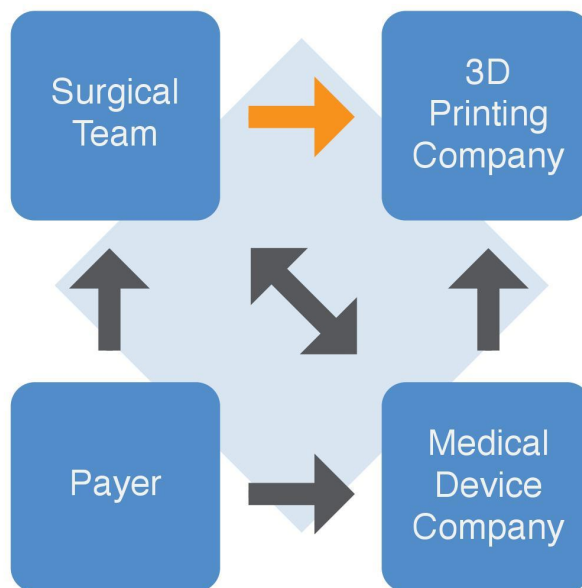 Surgical
Team
3D
Printing
Company
Payer
Medical
Device
Company